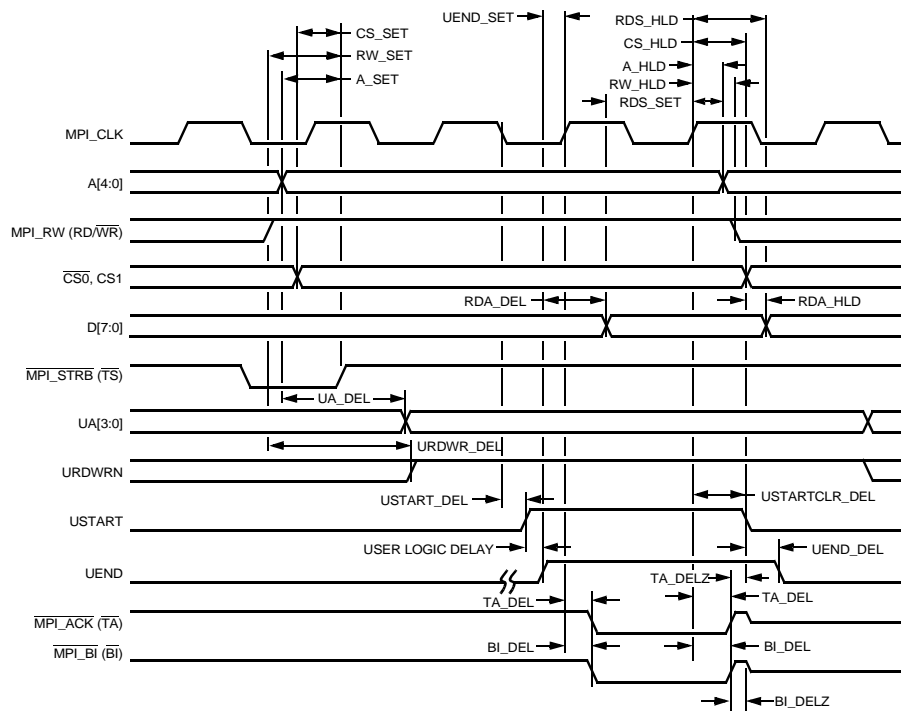 UEND_SET
RDS_HLD
CS_SET
CS_HLD
RW_SET
A_HLD
A_SET
RW_HLD
RDS_SET
MPI_CLK
A[4:0]
MPI_RW (RD/WR)
CS0, CS1
RDA_DEL
RDA_HLD
D[7:0]
MPI_STRB (TS)
UA_DEL
UA[3:0]
URDWR_DEL
URDWRN
USTART_DEL
USTARTCLR_DEL
USTART
USER LOGIC DELAY
UEND_DEL
UEND
TA_DELZ
TA_DEL
TA_DEL
MPI_ACK (TA)
BI_DEL
BI_DEL
MPI_BI (BI)
BI_DELZ